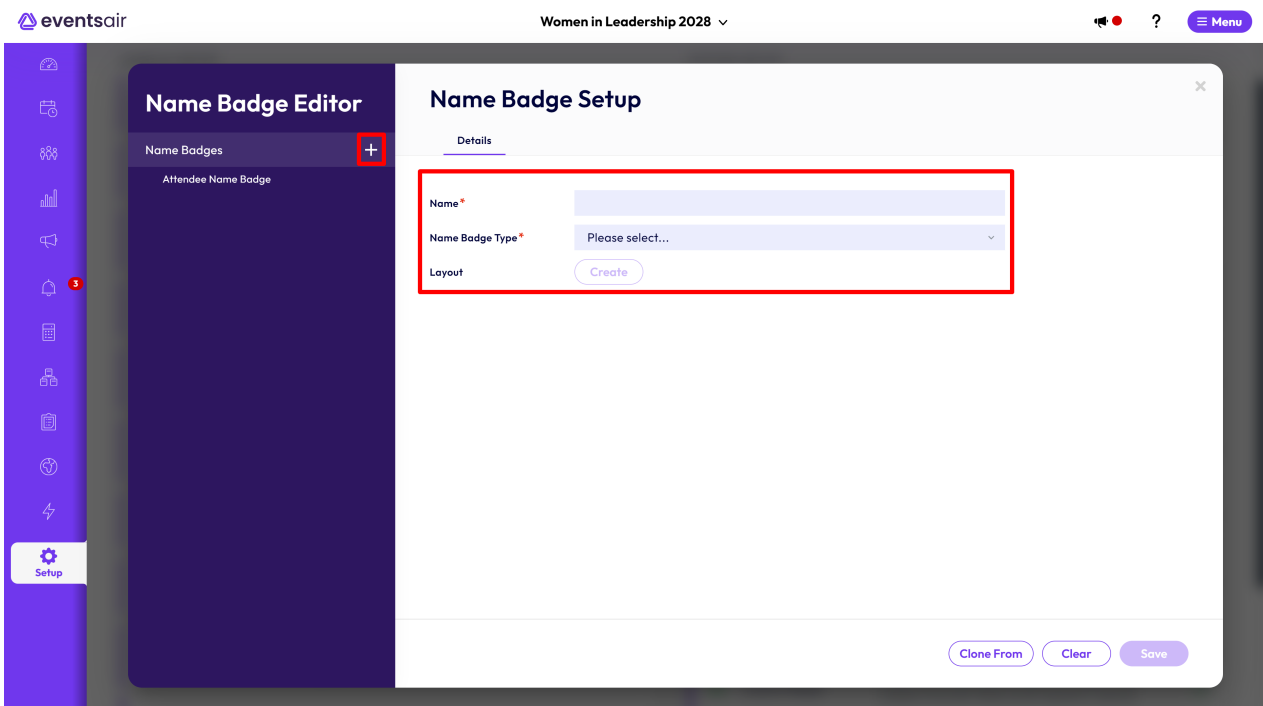 eventsair
Women in Leadership 2028
?
Menu
Name Badge Editor
Name Badges
+
Attendee Name Badge
3
Setup
Name Badge Setup
Details
Name*
Name Badge Type*
Please select...
Layout
Create
Clone From
Clear
Save